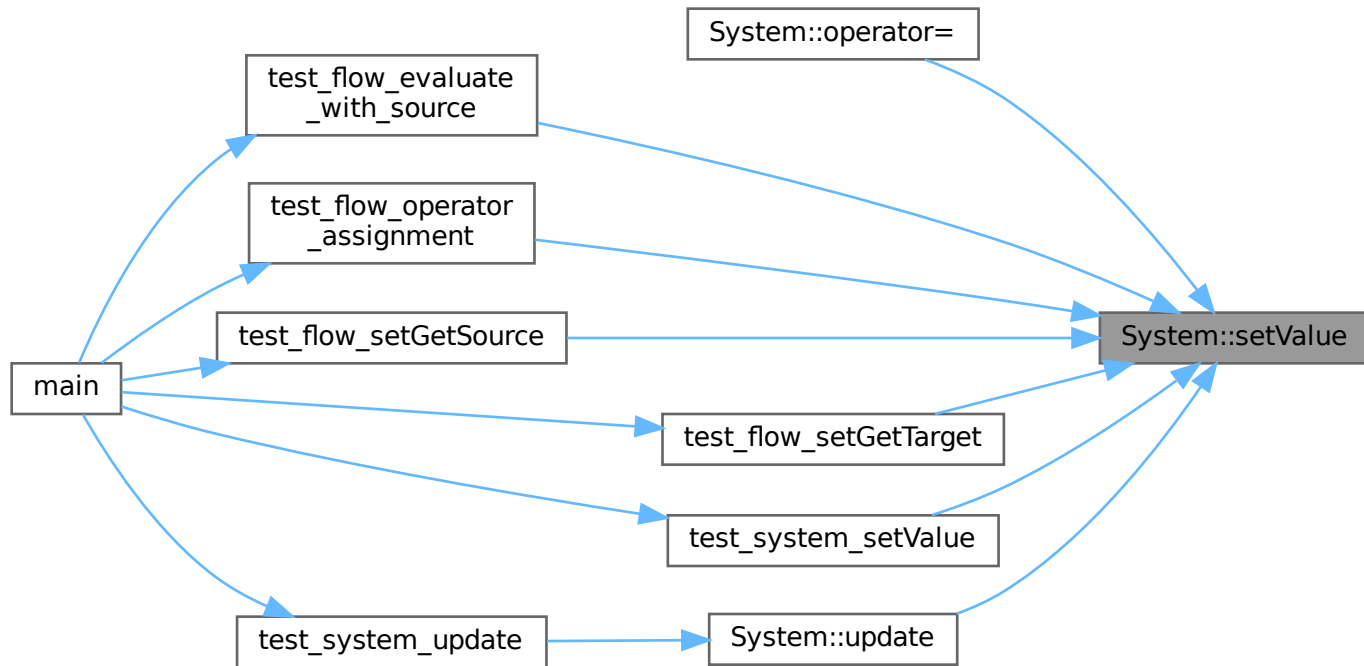 System::operator=
test_flow_evaluate
_with_source
test_flow_operator
_assignment
test_flow_setGetSource
System::setValue
main
test_flow_setGetTarget
test_system_setValue
test_system_update
System::update